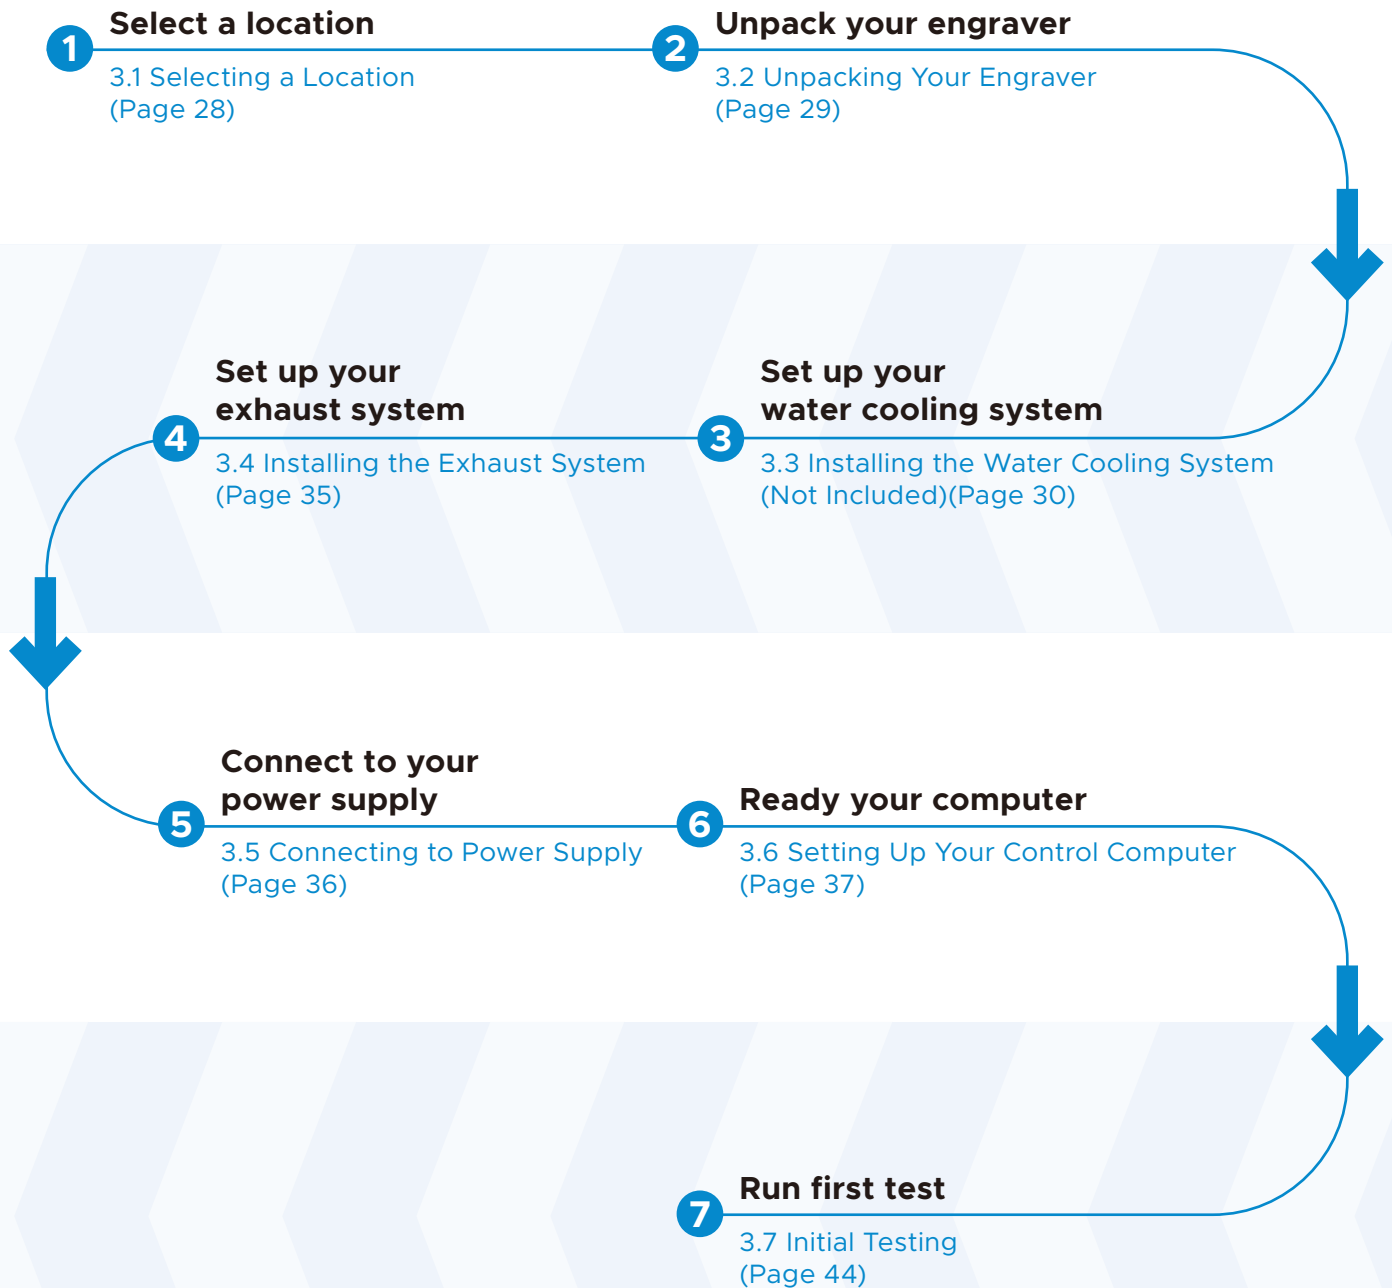 1
Select a location
3.1 Selecting a Location
(Page 28)
2
Unpack your engraver
3.2 Unpacking Your Engraver
(Page 29)
3
Set up your
water cooling system
3.3 Installing the Water Cooling System
(Not Included)(Page 30)
4
Set up your
exhaust system
3.4 Installing the Exhaust System
(Page 35)
5
Connect to your
power supply
3.5 Connecting to Power Supply
(Page 36)
6
Ready your computer
3.6 Setting Up Your Control Computer
(Page 37)
7
Run first test
3.7 Initial Testing
(Page 44)